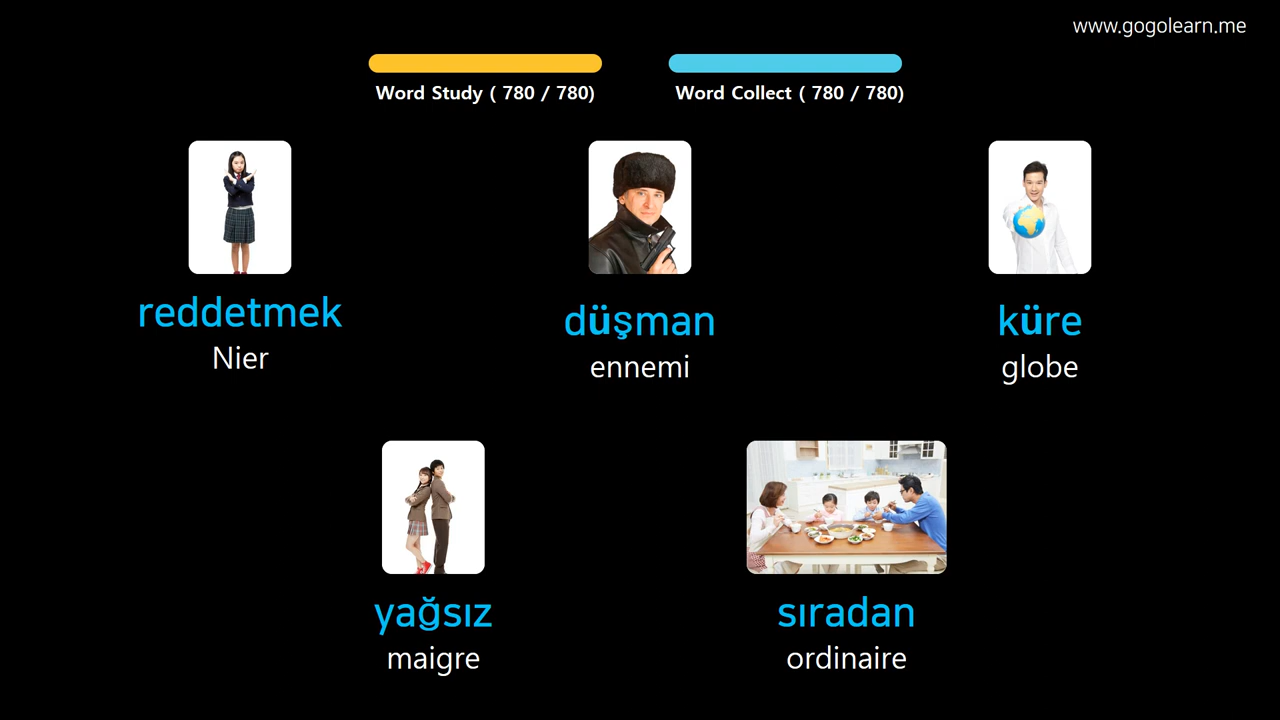 www.gogolearn.me
Word Study ( 780 / 780)
Word Collect ( 780 / 780)
reddetmek
Nier
düşman
ennemi
küre
globe
yağsız
maigre
sıradan
ordinaire